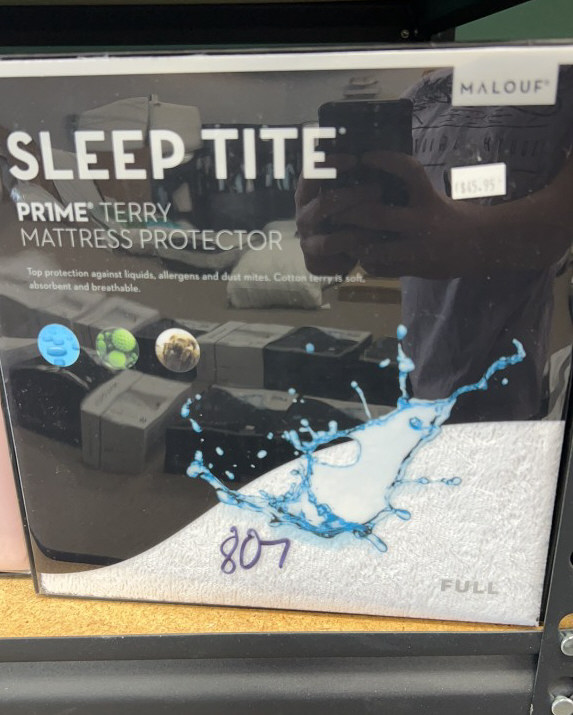 MALOUF®
SLEEP TITE®
$45.95
PR1ME® TERRY
MATTRESS PROTECTOR
Top protection against liquids, allergens and dust mites. Cotton terry is soft,
absorbent and breathable.
807
FULL